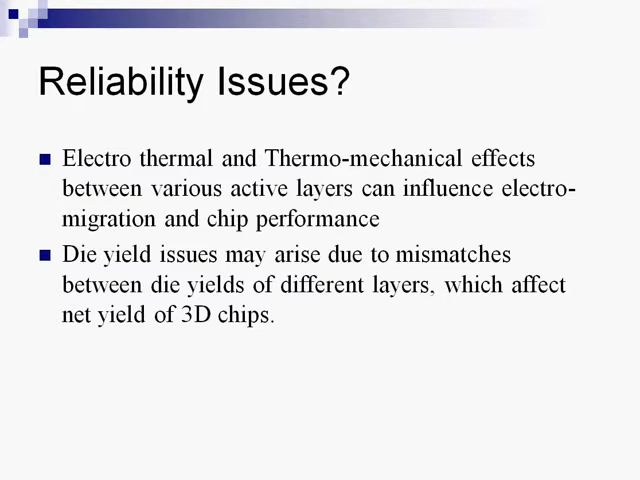 Reliability Issues?
Electro thermal and Thermo-mechanical effects
between various active layers can influence electro-
migration and chip performance
Die yield issues may arise due to mismatches
between die yields of different layers, which affect
net yield of 3D chips.